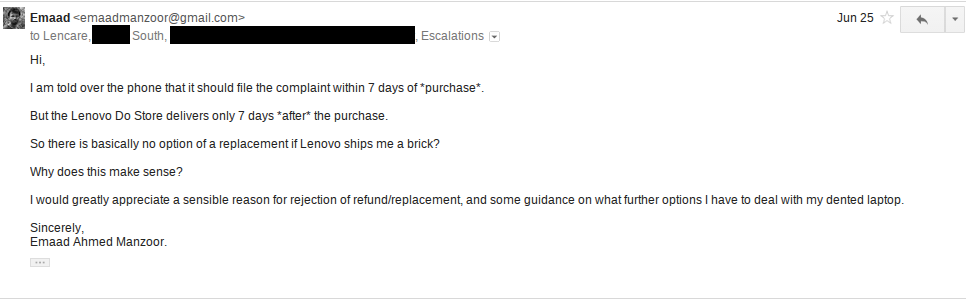 Emaad <emaadmanzoor@gmail.com> Jun 25
to Lencare, South, , Escalations
Hi,
I am told over the phone that it should file the complaint within 7 days of *purchase*.
But the Lenovo Do Store delivers only 7 days *after* the purchase.
So there is basically no option of a replacement if Lenovo ships me a brick?
Why does this make sense?
I would greatly appreciate a sensible reason for rejection of refund/replacement, and some guidance on what further options I have to deal with my dented laptop.
Sincerely,
Emaad Ahmed Manzoor.